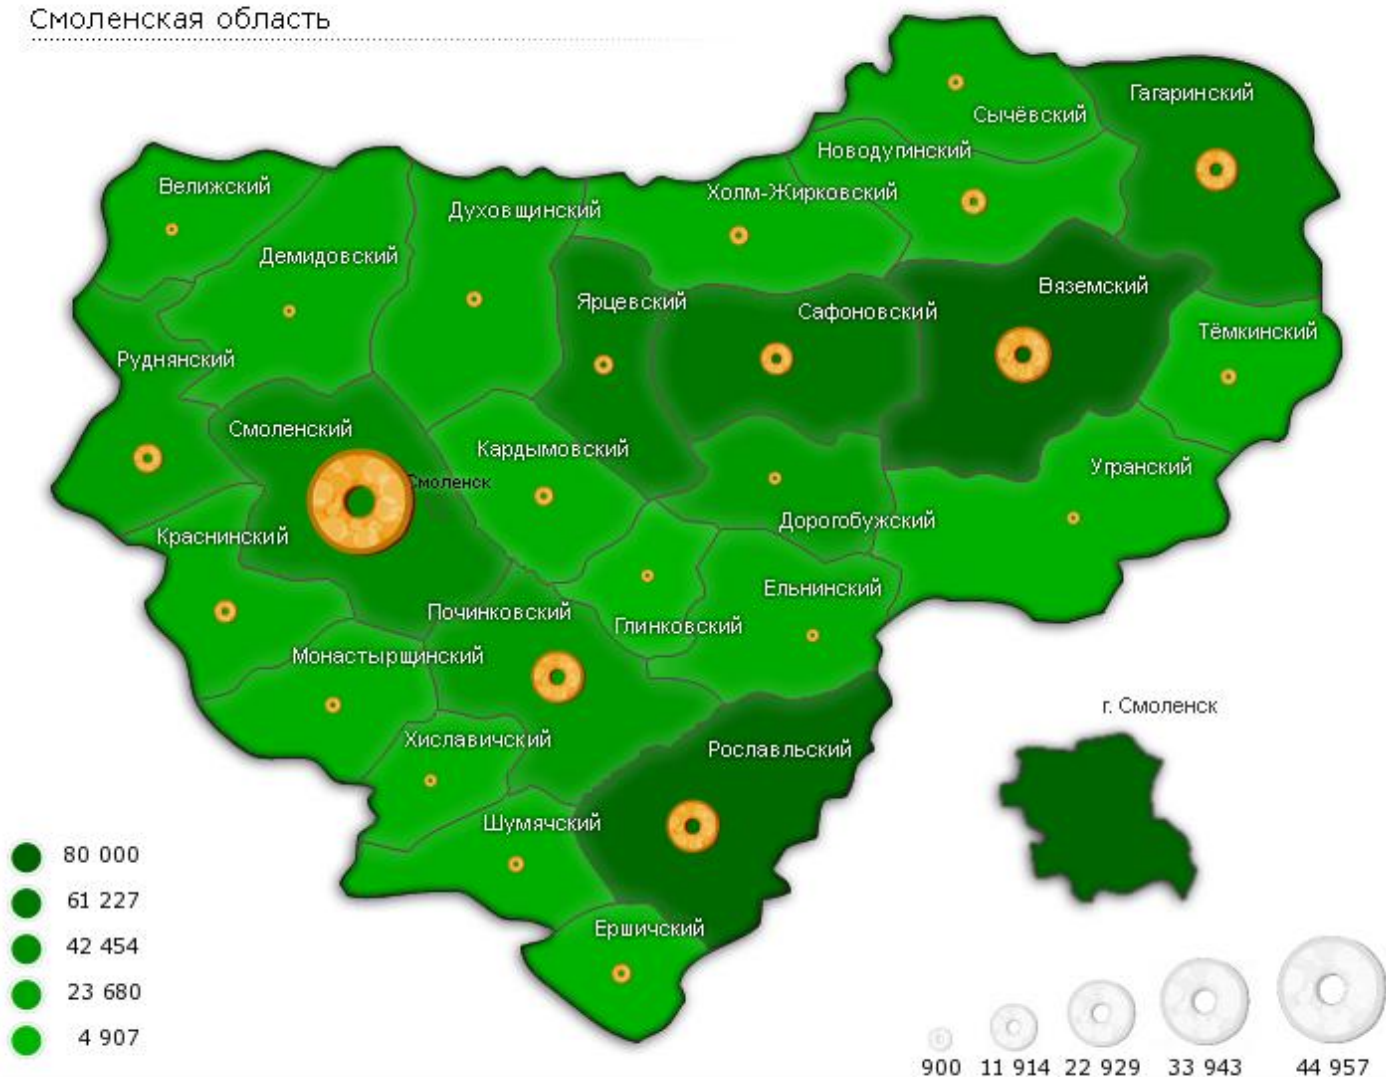 Смоленская область
Гагаринский
Сычёвский
Новодугинский
Велижский
Холм-Жирковский
Духовщинский
Демидовский
Вяземский
Ярцевский
Сафоновский
Тёмкинский
Руднянский
Смоленский
Кардымовский
Угранский
Смоленск
Дорогобужский
Краснинский
Ельнинский
Починковский
Глинковский
Монастырщинский
г. Смоленск
Хиславичский
Рославльский
Шумячский
Ершичский
80 000
61 227
42 454
23 680
4 907
900 11 914 22 929 33 943 44 957